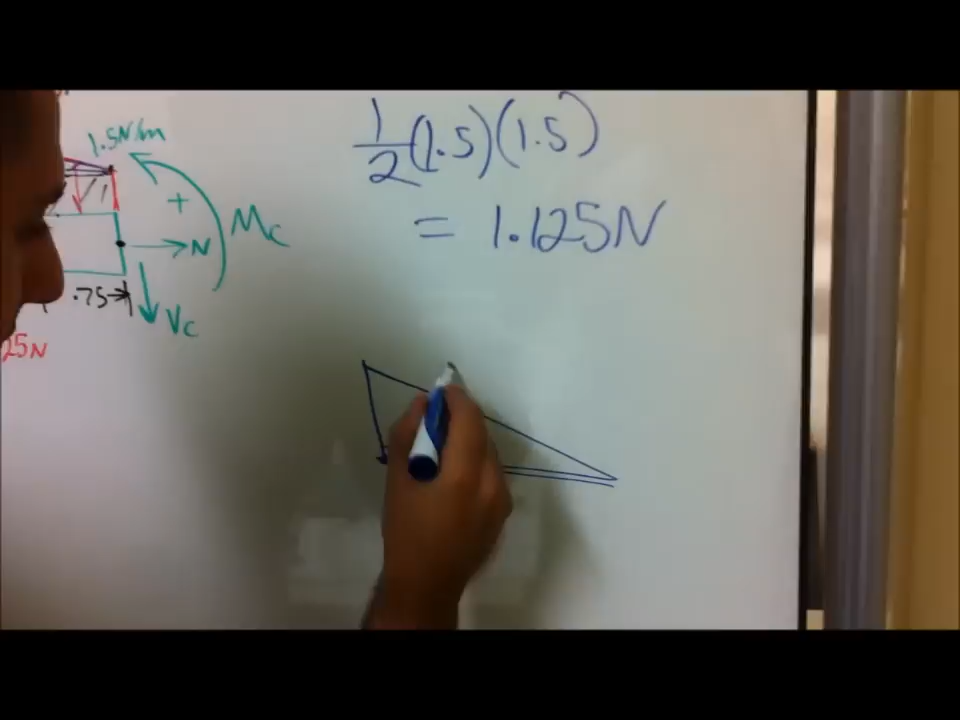 1.5N/m
+
Mc
N
.75
Vc
25N
1/2(1.5)(1.5)
= 1.125N